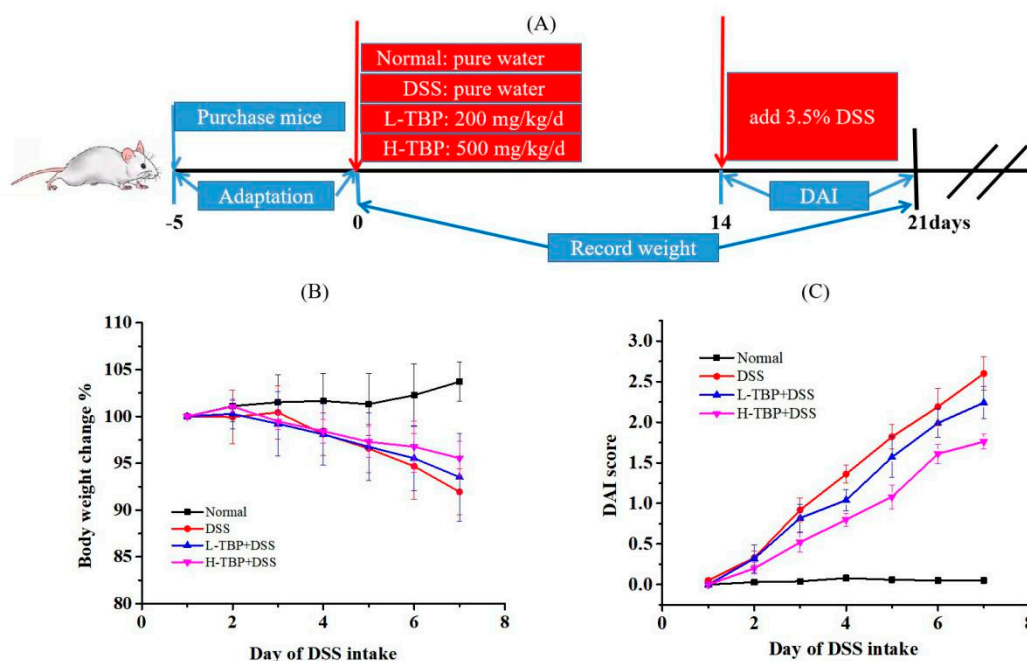 (A)
Normal: pure water
DSS: pure water
L-TBP: 200 mg/kg/d
H-TBP: 500 mg/kg/d
add 3.5% DSS
Purchase mice
Adaptation
DAI
-5
0
14
21days
Record weight
(B)
110
105
100
95
90
85
80
Body weight change %
Normal
DSS
L-TBP+DSS
H-TBP+DSS
0
2
4
6
8
Day of DSS intake
(C)
3.0
2.5
2.0
1.5
1.0
0.5
0.0
DAI score
Normal
DSS
L-TBP+DSS
H-TBP+DSS
0
2
4
6
8
Day of DSS intake